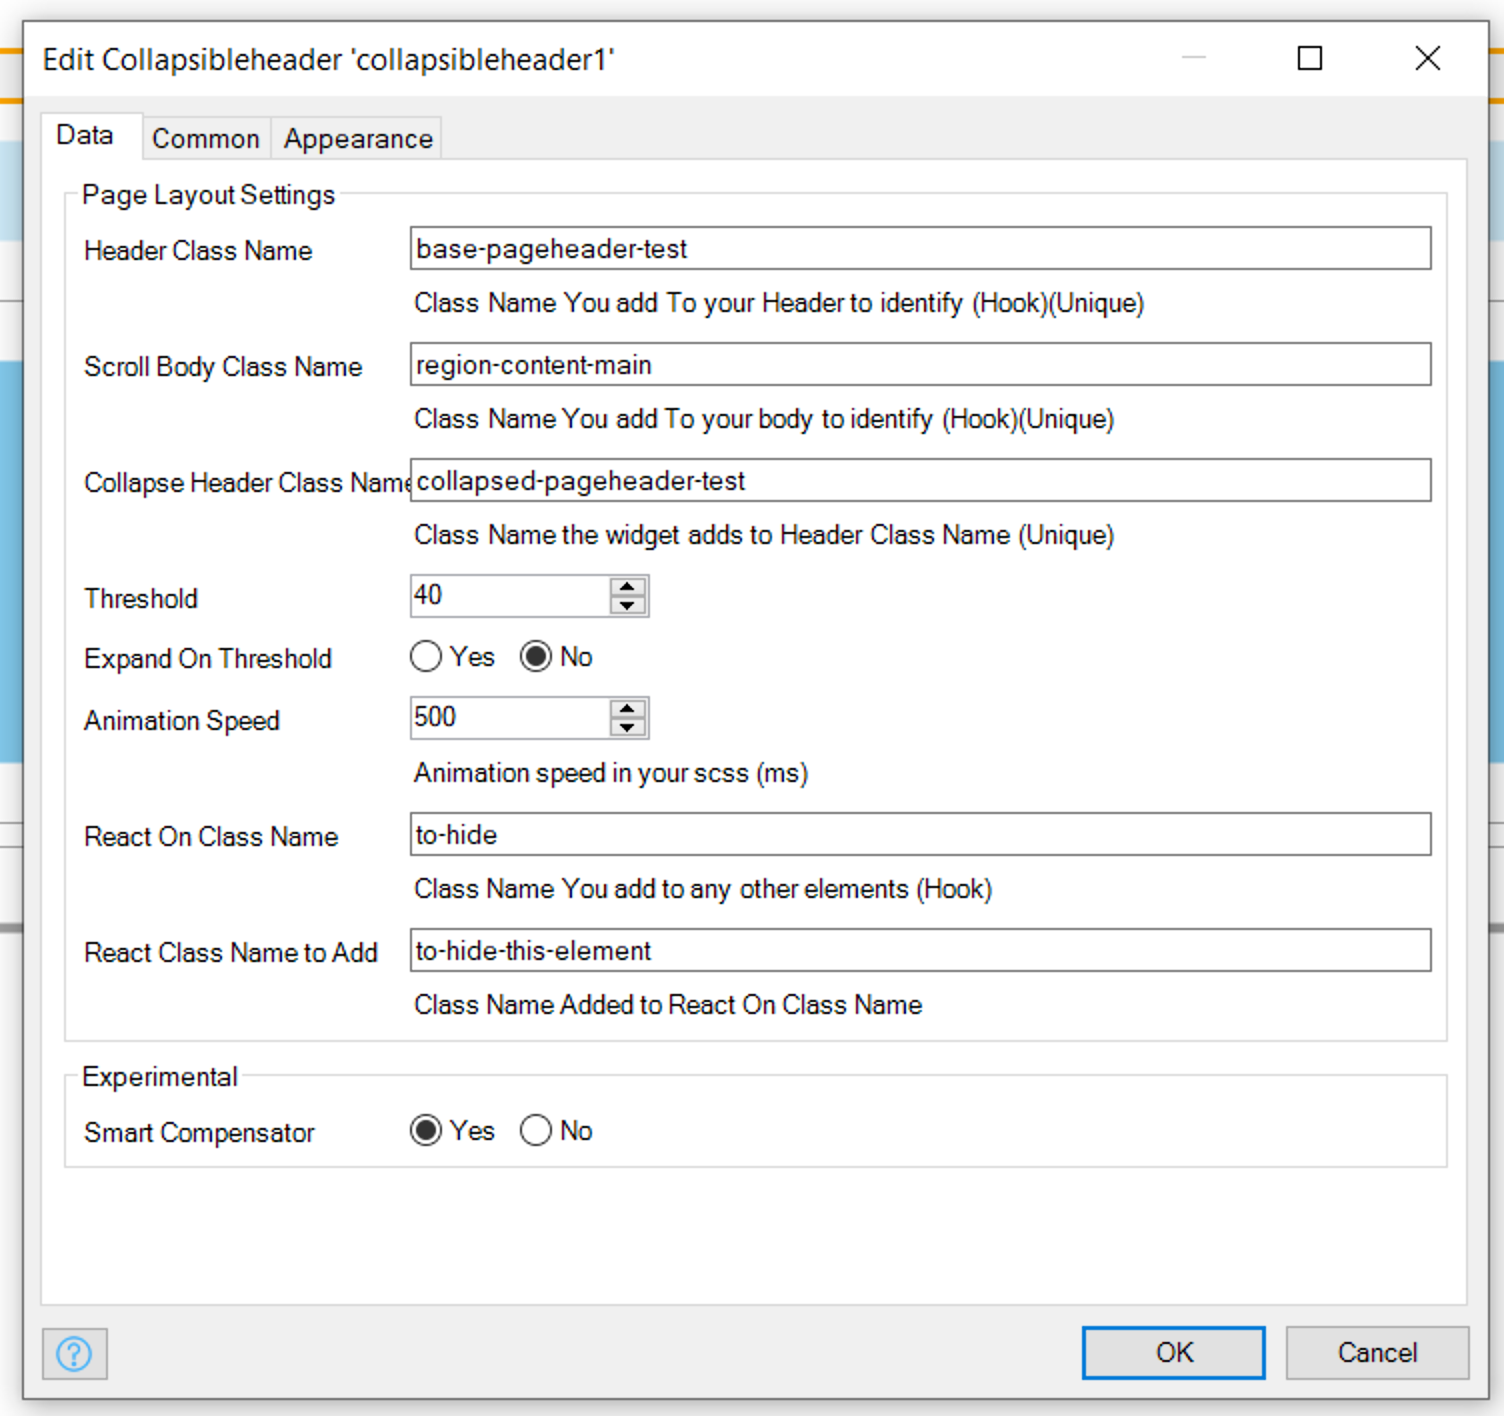 Edit Collapsibleheader 'collapsibleheader1'
Data Common Appearance
Page Layout Settings
Header Class Name base-pageheader-test
Class Name You add To your Header to identify (Hook)(Unique)
Scroll Body Class Name region-content-main
Class Name You add To your body to identify (Hook)(Unique)
Collapse Header Class Name collapsed-pageheader-test
Class Name the widget adds to Header Class Name (Unique)
Threshold 40
Expand On Threshold Yes No
Animation Speed 500
Animation speed in your scss (ms)
React On Class Name to-hide
Class Name You add to any other elements (Hook)
React Class Name to Add to-hide-this-element
Class Name Added to React On Class Name
Experimental
Smart Compensator Yes No
? OK Cancel